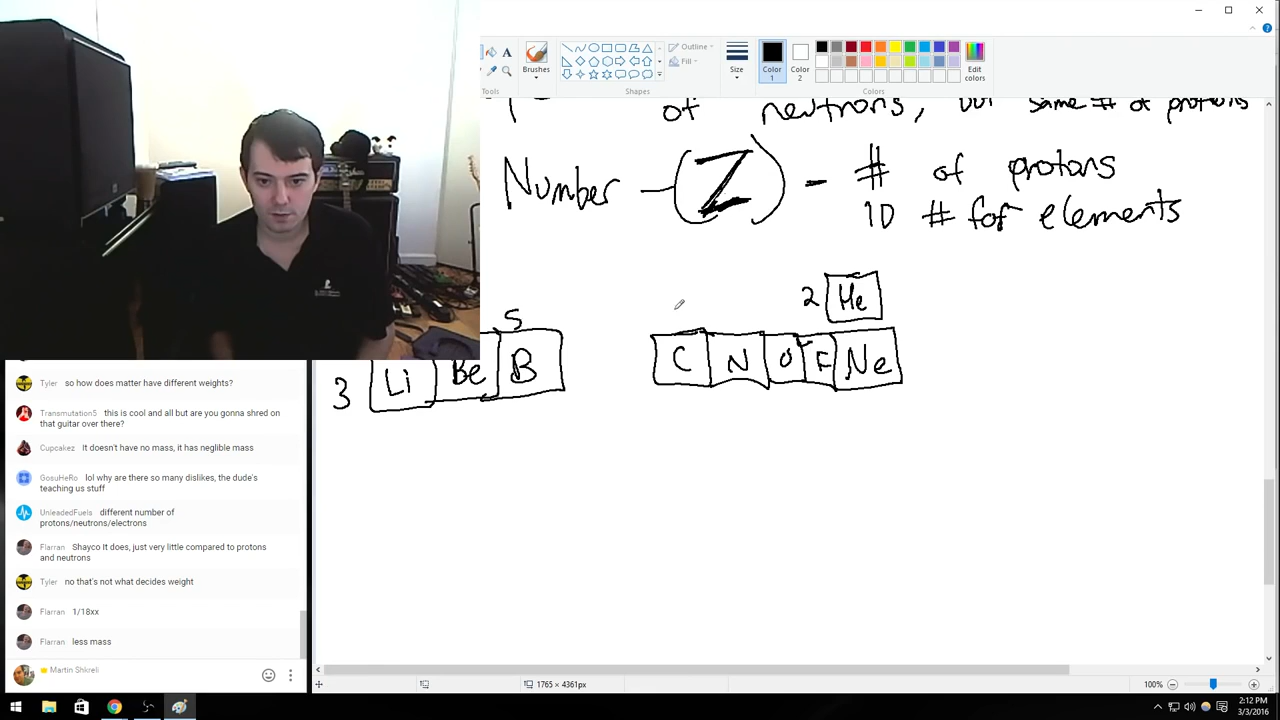 Outline
Fill
Brushes
Size
Color
1
Color
2
Edit
colors
Tools
Shapes
Colors
of neutrons, but same # of protons
Number — (Z) - # of protons
ID # for elements
2 He
5
3 Li Be B C N O F Ne
Tyler so how does matter have different weights?
Transmutation5 this is cool and all but are you gonna shred on
that guitar over there?
Cupcakez It doesn't have no mass, it has neglible mass
GosuHeRo lol why are there so many dislikes, the dude's
teaching us stuff
UnleadedFuels different number of
protons/neutrons/electrons
Flarran Shayco It does, just very little compared to protons
and neutrons
Tyler no that's not what decides weight
Flarran 1/18xx
Flarran less mass
Martin Shkreli
1765 × 4361px
100%
2:12 PM
3/3/2016